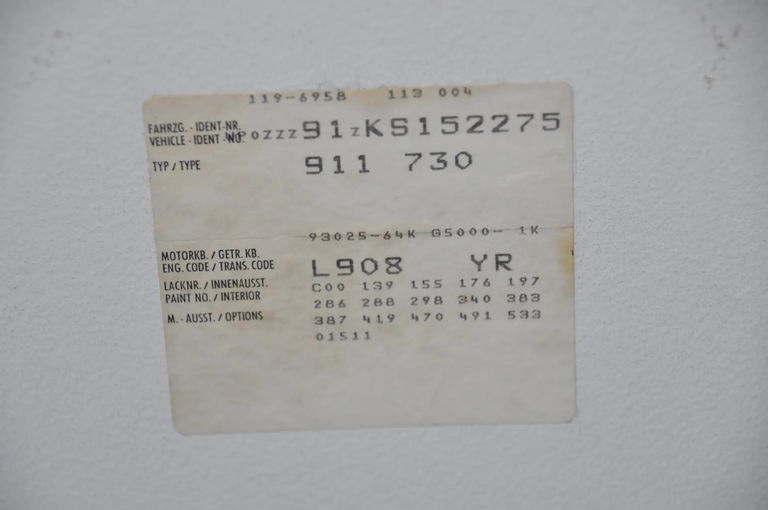 119-6958 113 004
FAHRZG. - IDENT-NR.
VEHICLE - IDENT - NO. WP0ZZZ91ZKS152275
TYP / TYPE 911 730
93025-64K G5000- 1K
MOTORKB. / GETR. KB.
ENG. CODE / TRANS. CODE L908 YR
LACKNR. / INNENAUSST. C00 139 155 176 197
PAINT NO. / INTERIOR 286 288 298 340 383
M. - AUSST. / OPTIONS 387 419 470 491 533
01511